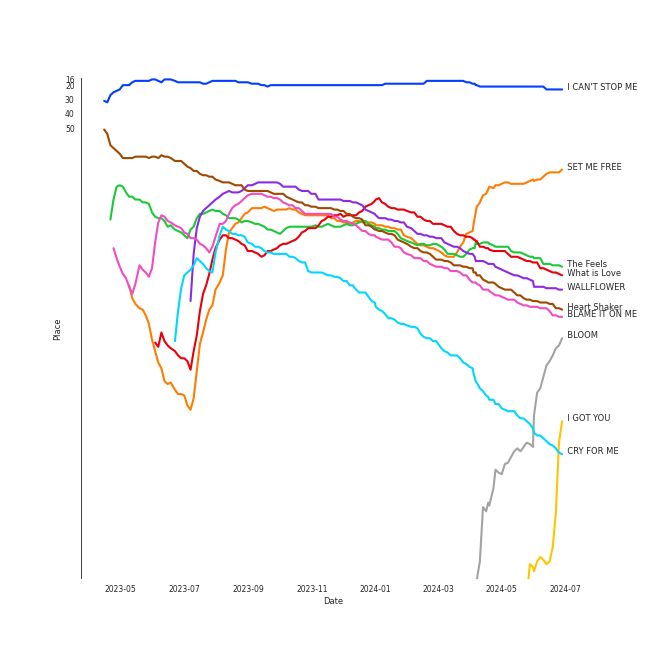 16
20
30
40
50
Place
I CAN'T STOP ME
SET ME FREE
The Feels
What is Love
WALLFLOWER
Heart Shaker
BLAME IT ON ME
BLOOM
I GOT YOU
CRY FOR ME
2023-05 2023-07 2023-09 2023-11 2024-01 2024-03 2024-05 2024-07
Date